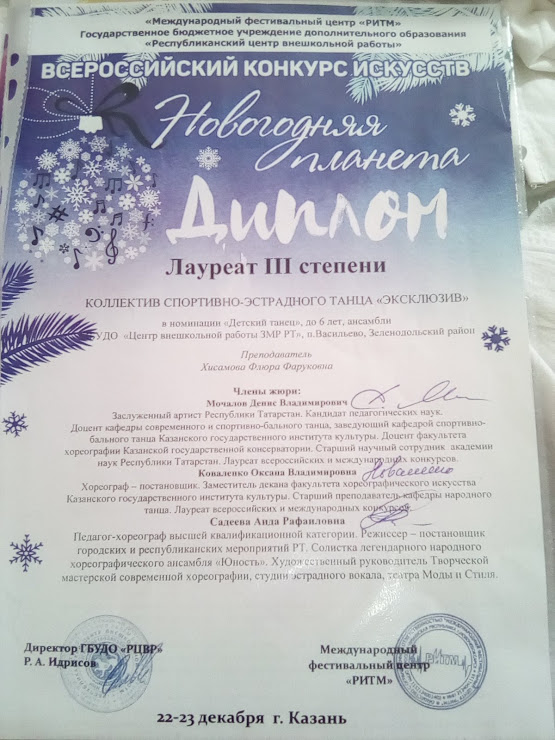 «Международный фестивальный центр «РИТМ»
Государственное бюджетное учреждение дополнительного образования
«Республиканский центр внешкольной работы»
ВСЕРОССИЙСКИЙ КОНКУРС ИСКУССТВ
Новогодняя
планета
Диплом
Лауреат III степени
КОЛЛЕКТИВ СПОРТИВНО-ЭСТРАДНОГО ТАНЦА «ЭКСКЛЮЗИВ»
в номинации «Детский танец», до 6 лет, ансамбли
БУДО «Центр внешкольной работы ЗМР РТ», п.Васильево, Зеленодольский район
Преподаватель
Хисамова Флюра Фаруковна
Члены жюри:
Мочалов Денис Владимирович
Заслуженный артист Республики Татарстан. Кандидат педагогических наук.
Доцент кафедры современного и спортивно-бального танца, заведующий кафедрой спортивно-
бального танца Казанского государственного института культуры. Доцент факультета
хореографии Казанской государственной консерватории. Старший научный сотрудник академии
наук Республики Татарстан. Лауреат всероссийских и международных конкурсов.
Коваленко Оксана Владимировна
Хореограф – постановщик. Заместитель декана факультета хореографического искусства
Казанского государственного института культуры. Старший преподаватель кафедры народного
танца. Лауреат всероссийских и международных конкурсов.
Садеева Аида Рафаиловна
Педагог-хореограф высшей квалификационной категории. Режиссер – постановщик
городских и республиканских мероприятий РТ. Солистка легендарного народного
хореографического ансамбля «Юность». Художественный руководитель Творческой
мастерской современной хореографии, студии эстрадного вокала, театра Моды и Стиля.
Директор ГБУДО «РЦВР»
Р. А. Идрисов
Международный
фестивальный центр
«РИТМ»
22-23 декабря г. Казань